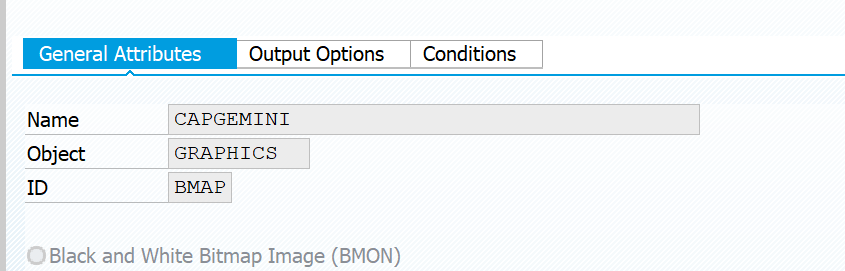 General Attributes Output Options Conditions
Name CAPGEMINI
Object GRAPHICS
ID BMAP
Black and White Bitmap Image (BMON)